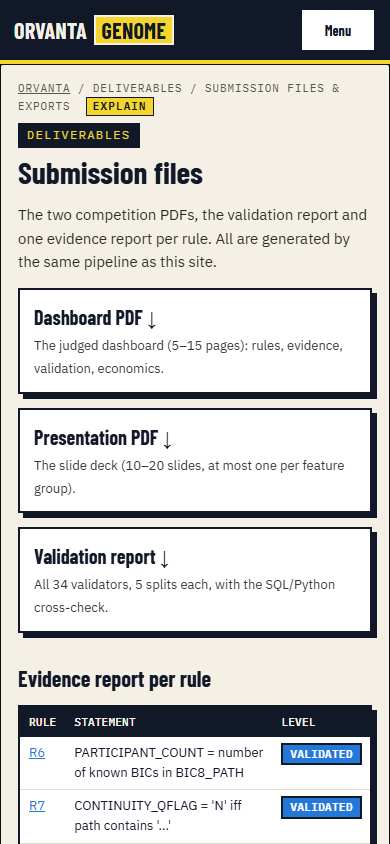 ORVANTA GENOME Menu
ORVANTA / DELIVERABLES / SUBMISSION FILES &
EXPORTS EXPLAIN
DELIVERABLES
Submission files
The two competition PDFs, the validation report and
one evidence report per rule. All are generated by
the same pipeline as this site.
Dashboard PDF ↓
The judged dashboard (5–15 pages): rules, evidence,
validation, economics.
Presentation PDF ↓
The slide deck (10–20 slides, at most one per feature
group).
Validation report ↓
All 34 validators, 5 splits each, with the SQL/Python
cross-check.
Evidence report per rule
RULE STATEMENT LEVEL
R6 PARTICIPANT_COUNT = number VALIDATED
of known BICs in BIC8_PATH
R7 CONTINUITY_QFLAG = 'N' iff VALIDATED
path contains '…'